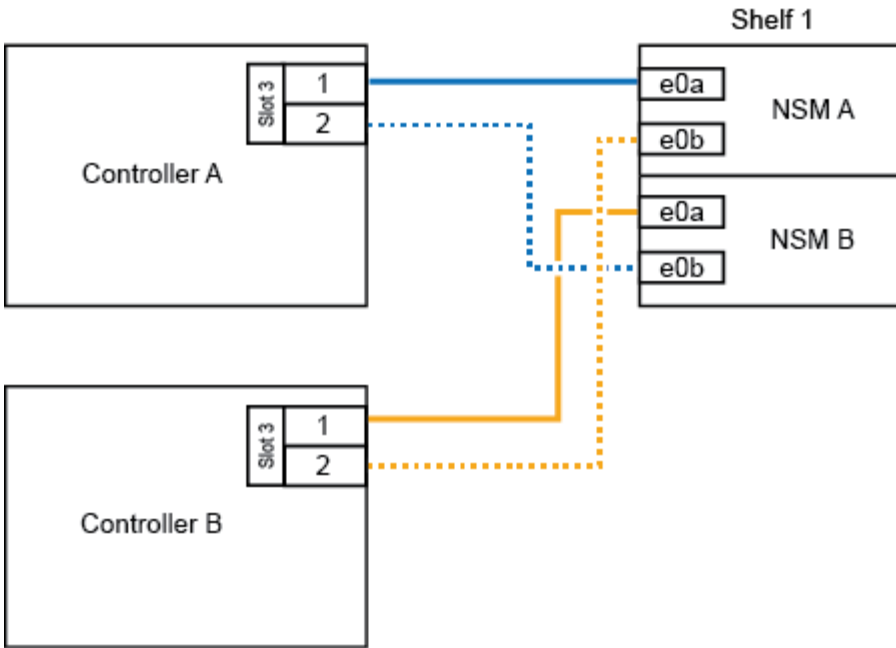 Shelf 1
Slot 3
1
2
Controller A
e0a
e0b
NSM A
e0a
e0b
NSM B
Slot 3
1
2
Controller B